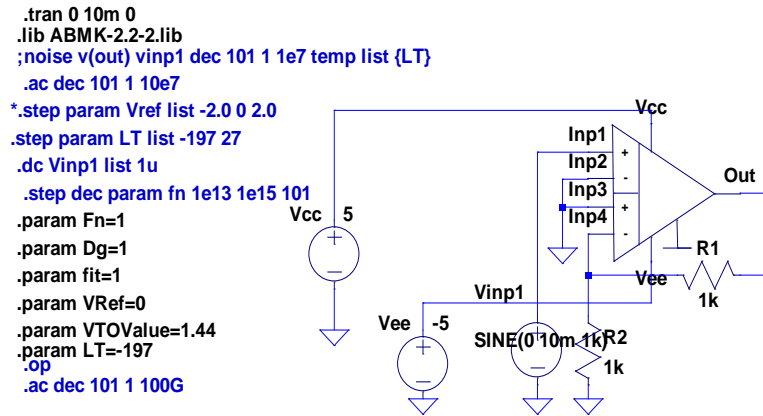 .tran 0 10m 0
.lib ABMK-2.2-2.lib
;noise v(out) vinp1 dec 101 1 1e7 temp list {LT}
.ac dec 101 1 10e7
*.step param Vref list -2.0 0 2.0
.step param LT list -197 27
.dc Vinp1 list 1u
.step dec param fn 1e13 1e15 101
.param Fn=1
.param Dg=1
.param fit=1
.param VRef=0
.param VTOValue=1.44
.param LT=-197
.op
.ac dec 101 1 100G
Vcc
Inp1
+
Inp2
-
Inp3
+
Inp4
-
Out
Vcc 5
+
R1
Vee
1k
Vinp1
Vee -5
+
+
SINE(0 10m 1k)
R2
1k